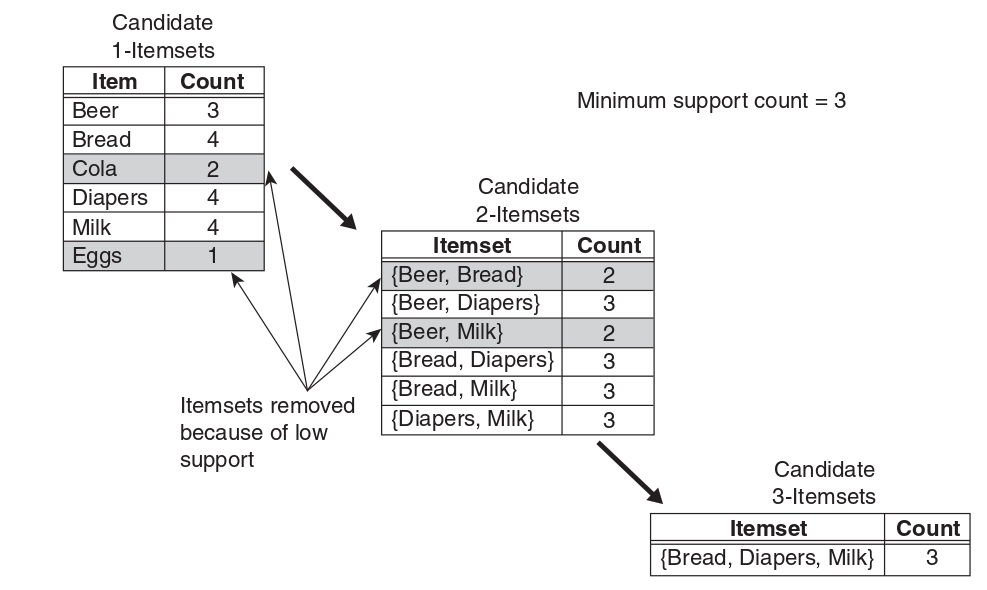 Candidate
1-Itemsets
Item Count
Beer 3
Bread 4
Cola 2
Diapers 4
Milk 4
Eggs 1
Minimum support count = 3
Candidate
2-Itemsets
Itemset Count
{Beer, Bread} 2
{Beer, Diapers} 3
{Beer, Milk} 2
{Bread, Diapers} 3
{Bread, Milk} 3
{Diapers, Milk} 3
Itemsets removed
because of low
support
Candidate
3-Itemsets
Itemset Count
{Bread, Diapers, Milk} 3